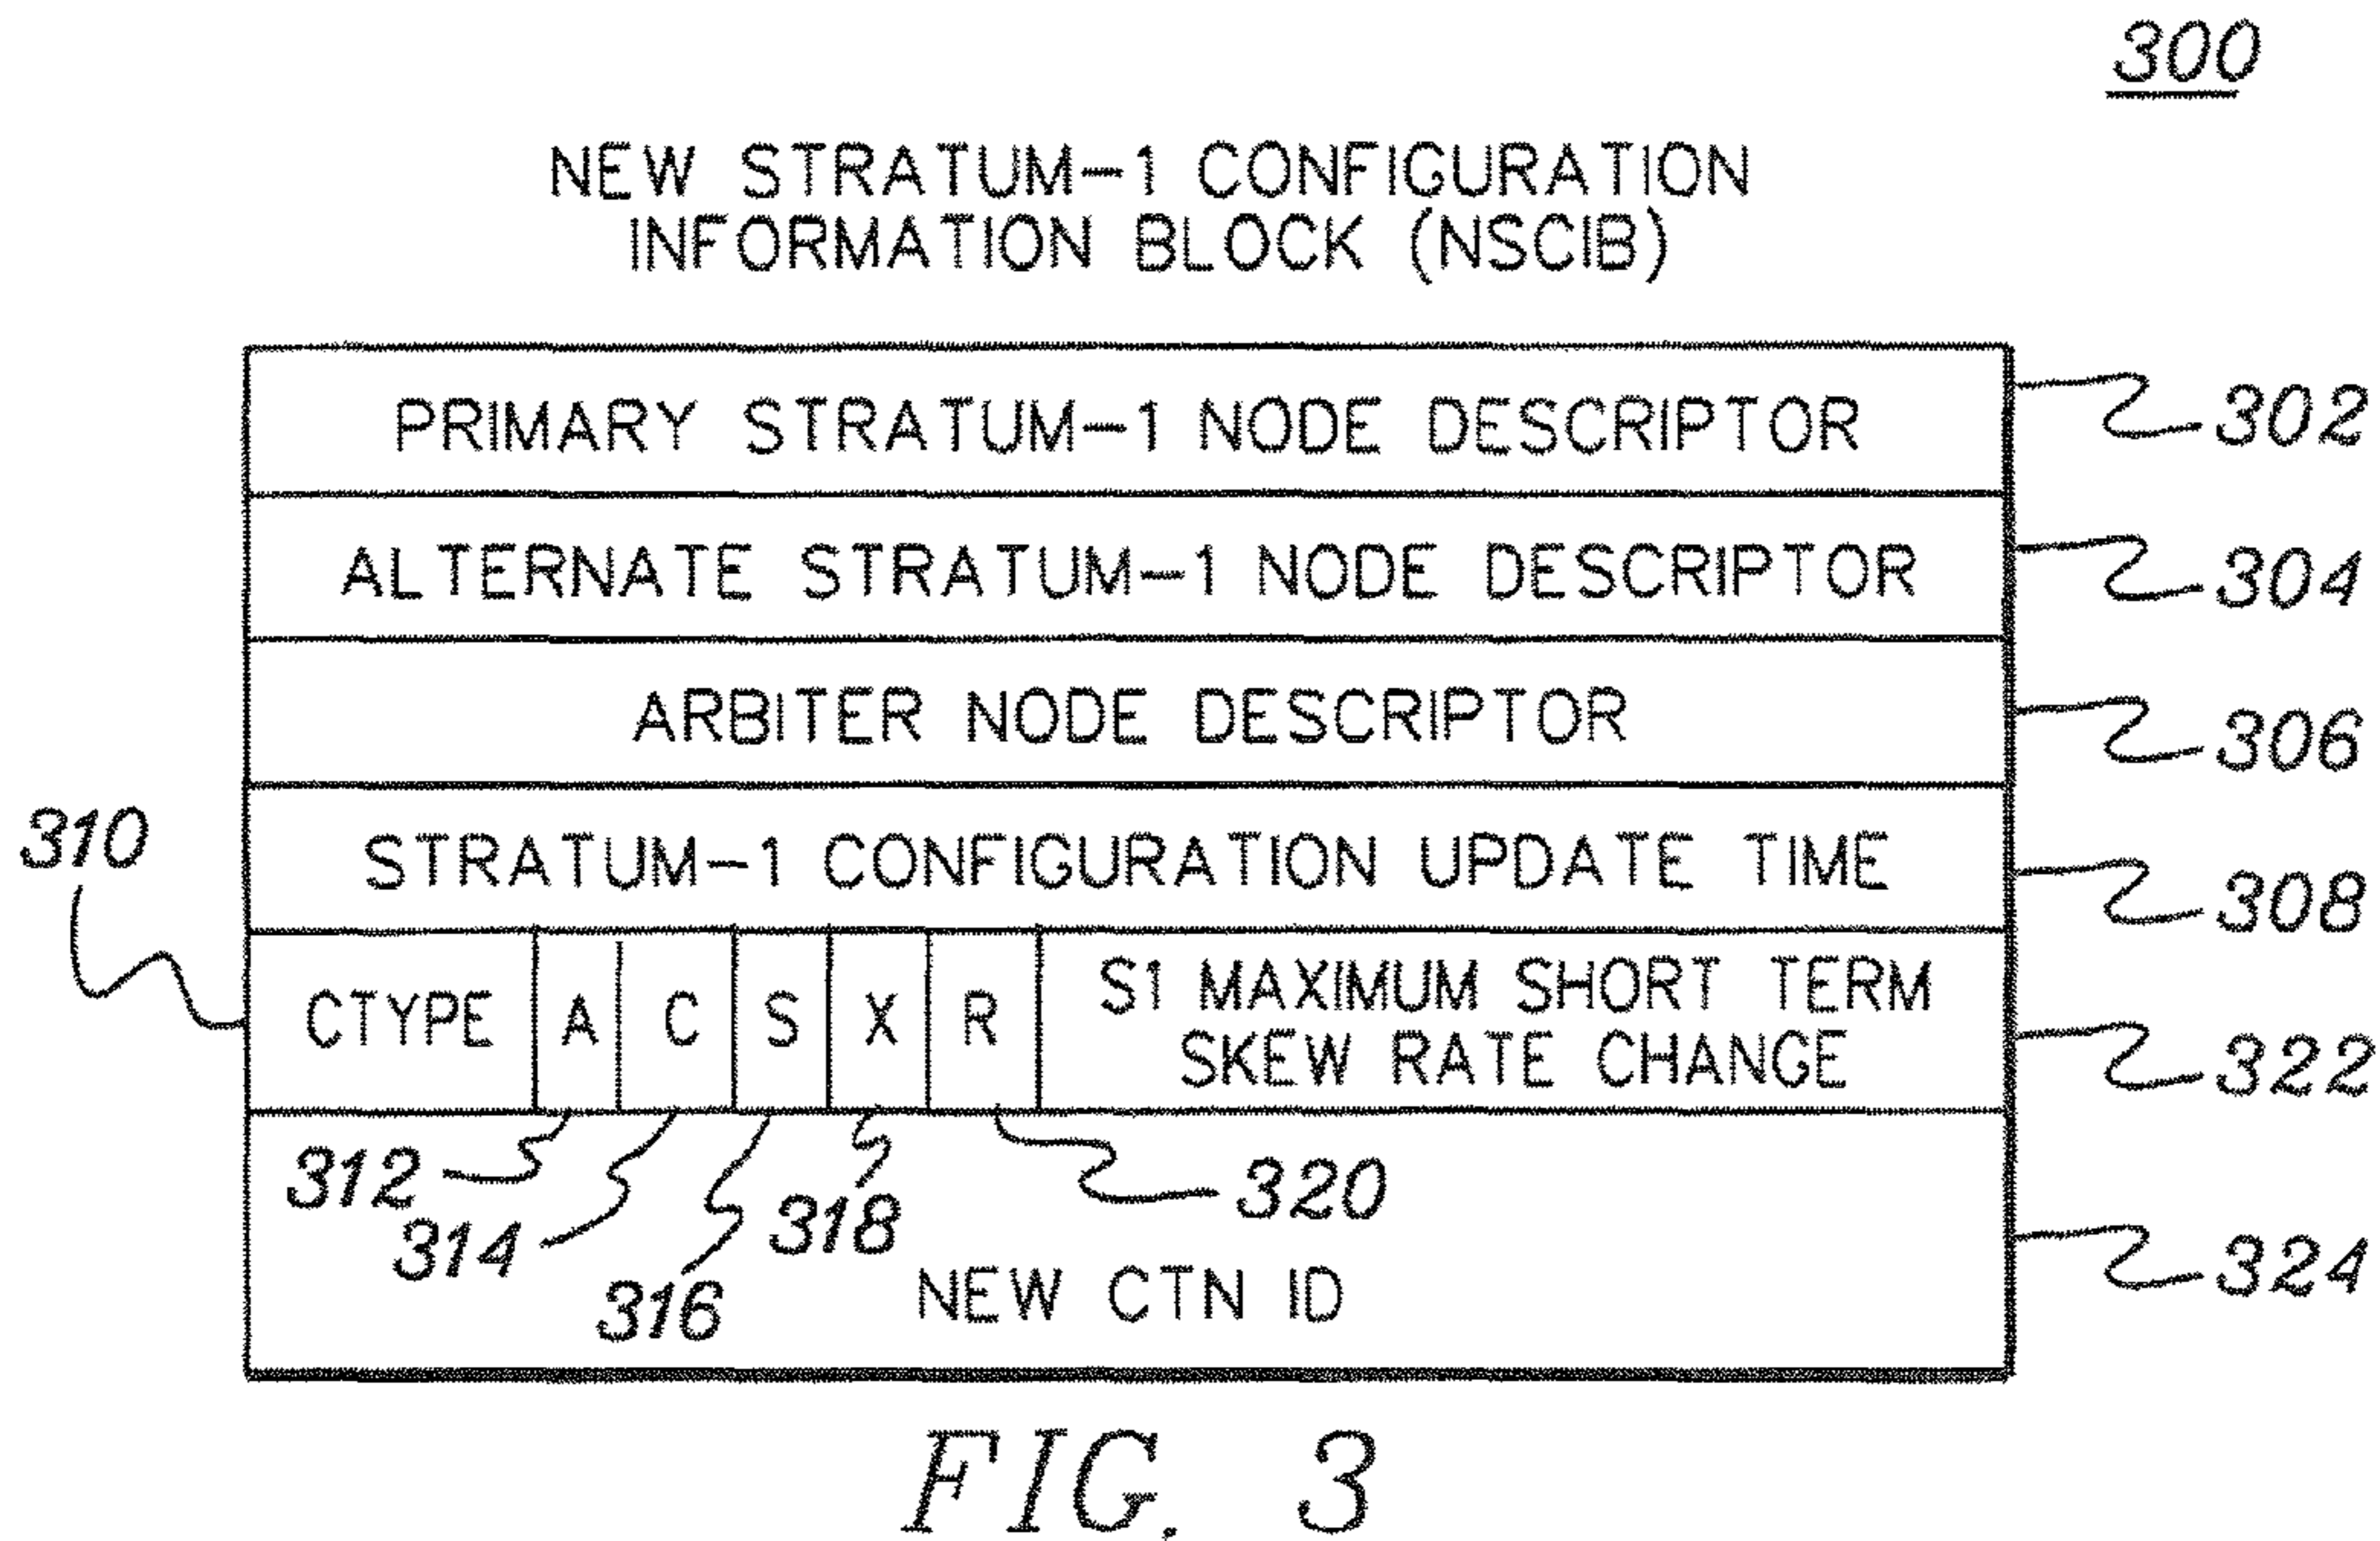 300
NEW STRATUM-1 CONFIGURATION
INFORMATION BLOCK (NSCIB)
PRIMARY STRATUM-1 NODE DESCRIPTOR
302
ALTERNATE STRATUM-1 NODE DESCRIPTOR
304
ARBITER NODE DESCRIPTOR
306
310
STRATUM-1 CONFIGURATION UPDATE TIME
308
CTYPE A C S X R
S1 MAXIMUM SHORT TERM
SKEW RATE CHANGE
322
312
314
316
318
320
NEW CTN ID
324
FIG. 3